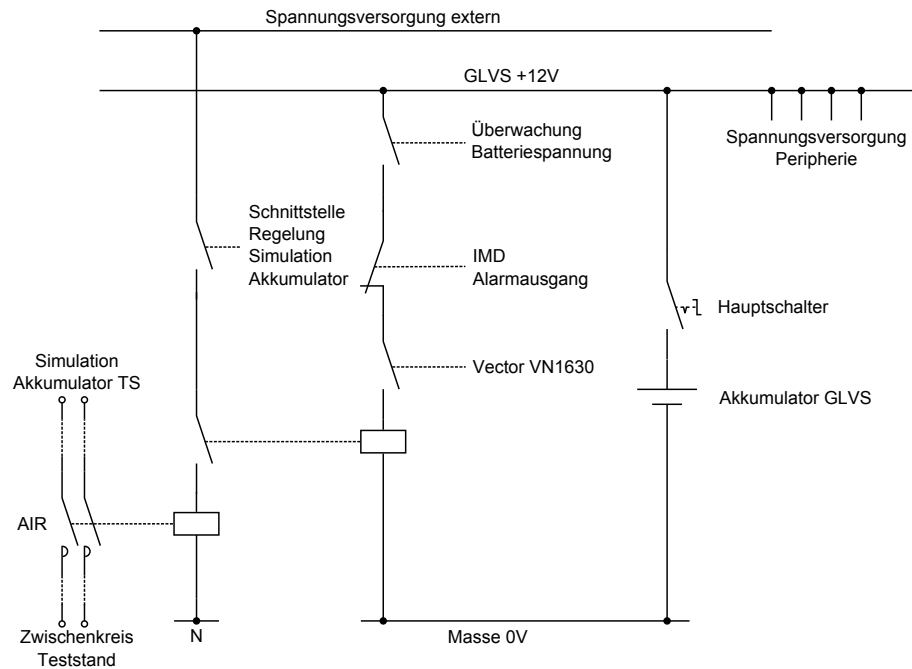 Spannungsversorgung extern
GLVS +12V
Überwachung
Batteriespannung
Spannungsversorgung
Peripherie
Schnittstelle
Regelung
Simulation
Akkumulator
IMD
Alarmausgang
Hauptschalter
Simulation
Akkumulator TS
Vector VN1630
Akkumulator GLVS
AIR
Zwischenkreis
Teststand
N
Masse 0V